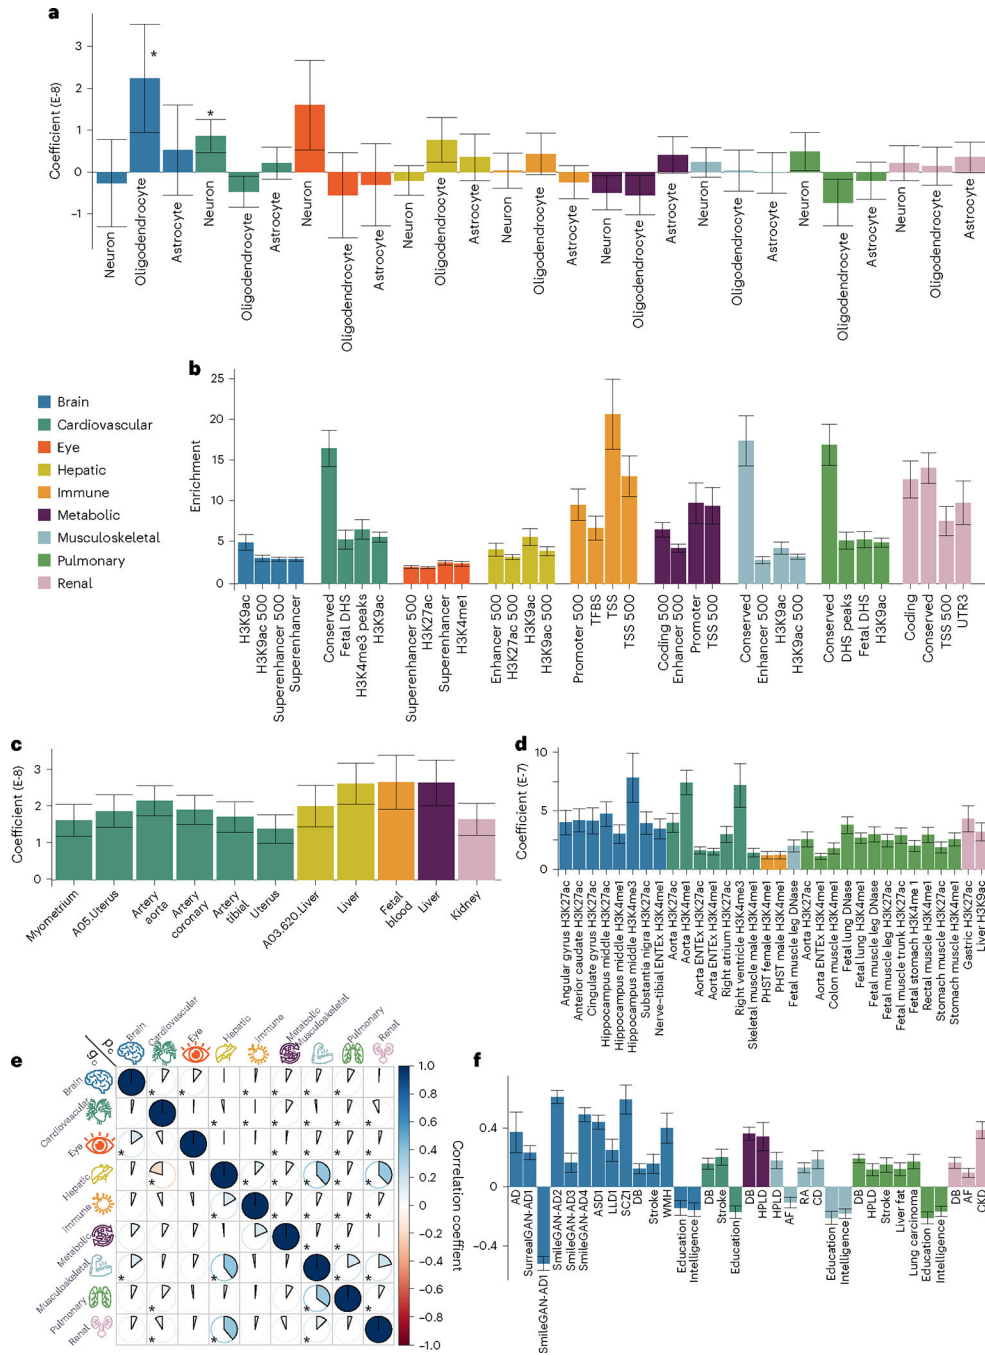 a
Coefficient (E-8)
3
2
1
0
−1
*
*
Neuron
Oligodendrocyte
Astrocyte
Neuron
Oligodendrocyte
Astrocyte
Neuron
Oligodendrocyte
Astrocyte
Neuron
Oligodendrocyte
Astrocyte
Neuron
Oligodendrocyte
Astrocyte
Neuron
Oligodendrocyte
Astrocyte
Neuron
Oligodendrocyte
Astrocyte
Neuron
Oligodendrocyte
Astrocyte
Neuron
Oligodendrocyte
Astrocyte
Brain
Cardiovascular
Eye
Hepatic
Immune
Metabolic
Musculoskeletal
Pulmonary
Renal
b
Enrichment
25
20
15
10
5
0
H3K9ac
H3K9ac 500
Superenhancer 500
Superenhancer
Conserved
Fetal DHS
H3K4me3 peaks
H3K9ac
Superenhancer 500
H3K27ac
Superenhancer
H3K4me1
Enhancer 500
H3K27ac 500
H3K9ac
H3K9ac 500
Promoter 500
TFBS
TSS
TSS 500
Coding 500
Enhancer 500
Promoter
TSS 500
Conserved
Enhancer 500
H3K9ac
H3K9ac 500
Conserved
DHS peaks
Fetal DHS
H3K9ac
Coding
Conserved
TSS 500
UTR3
c
Coefficient (E-8)
3
2
1
0
Myometrium
A05.Uterus
Artery aorta
Artery coronary
Artery tibial
Uterus
A03.620-Liver
Liver
Fetal blood
Liver
Kidney
d
Coefficient (E-7)
10
5
0
Angular gyrus H3K27ac
Anterior caudate H3K27ac
Cingulate gyrus H3K27ac
Hippocampus middle H3K27ac
Hippocampus middle H3K4me1
Hippocampus middle H3K4me3
Substantia nigra H3K27ac
Nerve-tibial ENTEx H3K4me1
Aorta H3K27ac
Aorta H3K4me1
Aorta ENTEx H3K27ac
Aorta ENTEx H3K4me1
Right atrium H3K27ac
Right ventricle H3K4me3
Skeletal muscle male H3K4me1
PHST female H3K4me1
PHST male H3K4me1
Fetal muscle leg DNase
Aorta H3K27ac
Aorta ENTEx H3K4me1
Colon muscle H3K4me1
Fetal lung DNase
Fetal lung H3K4me1
Fetal muscle leg DNase
Fetal muscle leg H3K27ac
Fetal muscle trunk H3K27ac
Fetal stomach H3K4me1
Rectal muscle H3K4me1
Stomach muscle H3K27ac
Stomach muscle H3K4me1
Gastric H3K27ac
Liver H3K9ac
e
Pc
gc
Brain
Cardiovascular
Eye
Hepatic
Immune
Metabolic
Musculoskeletal
Pulmonary
Renal
Brain
Cardiovascular
Eye
Hepatic
Immune
Metabolic
Musculoskeletal
Pulmonary
Renal
1.0
0.8
0.6
0.4
0.2
0
−0.2
−0.4
−0.6
−0.8
−1.0
Correlation coefficient
f
0.4
0
−0.4
AD
SurrealGAN-AD1
SmileGAN-AD1
SmileGAN-AD2
SmileGAN-AD3
SmileGAN-AD4
ASD1
LLD1
SCZ1
DB
Stroke
WMH
Education
Intelligence
DB
Stroke
Education
DB
HPLD
HPLD
AF
RA
CD
Education
Intelligence
DB
HPLD
Stroke
Liver fat
Lung carcinoma
Education
Intelligence
DB
AF
CKD